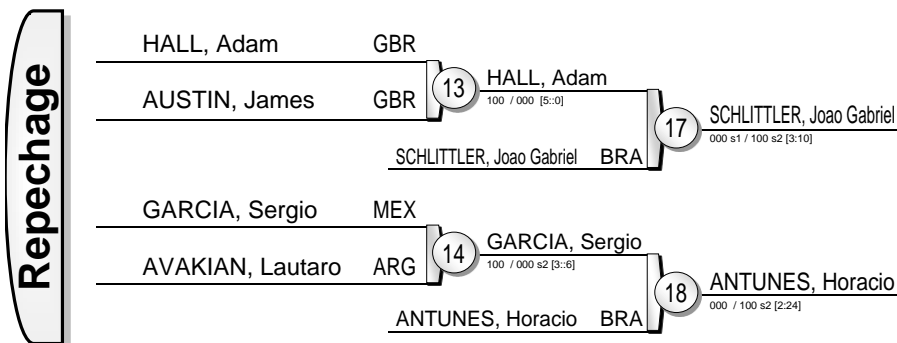 Repechage
HALL, Adam GBR
AUSTIN, James GBR
13
HALL, Adam
100 / 000 [5::0]
SCHLITTLER, Joao Gabriel BRA
17
SCHLITTLER, Joao Gabriel
000 s1 / 100 s2 [3:10]
GARCIA, Sergio MEX
AVAKIAN, Lautaro ARG
14
GARCIA, Sergio
100 / 000 s2 [3::6]
ANTUNES, Horacio BRA
18
ANTUNES, Horacio
000 / 100 s2 [2:24]